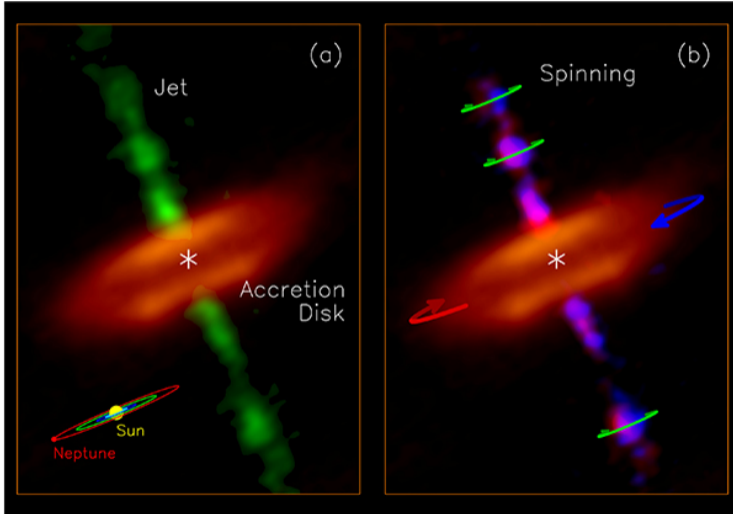 (a)
Jet
Accretion
Disk
Sun
Neptune
(b)
Spinning